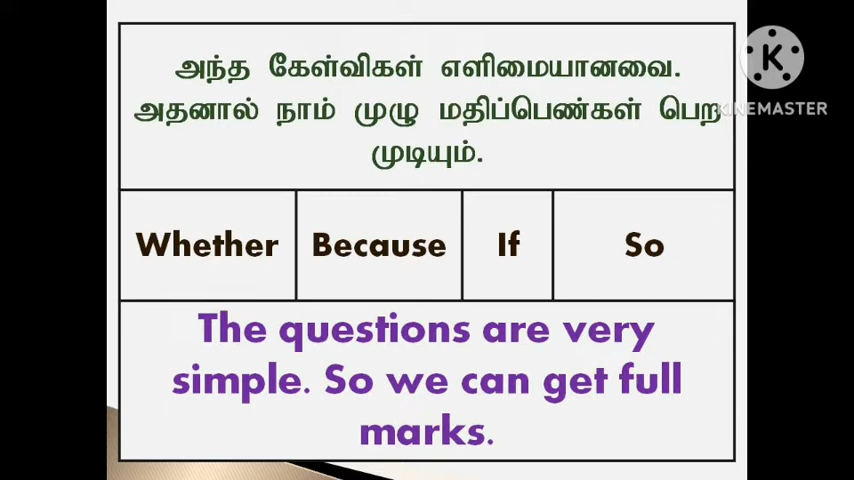 அந்த கேள்விகள் எளிமையானவை.
அதனால் நாம் முழு மதிப்பெண்கள் பெற
முடியும்.
Whether Because If So
The questions are very
simple. So we can get full
marks.
K
KINEMASTER